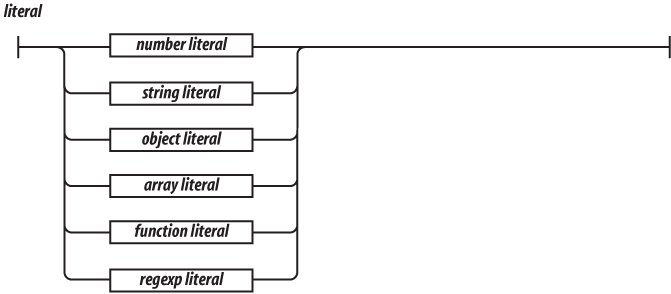 literal
number literal
string literal
object literal
array literal
function literal
regexp literal